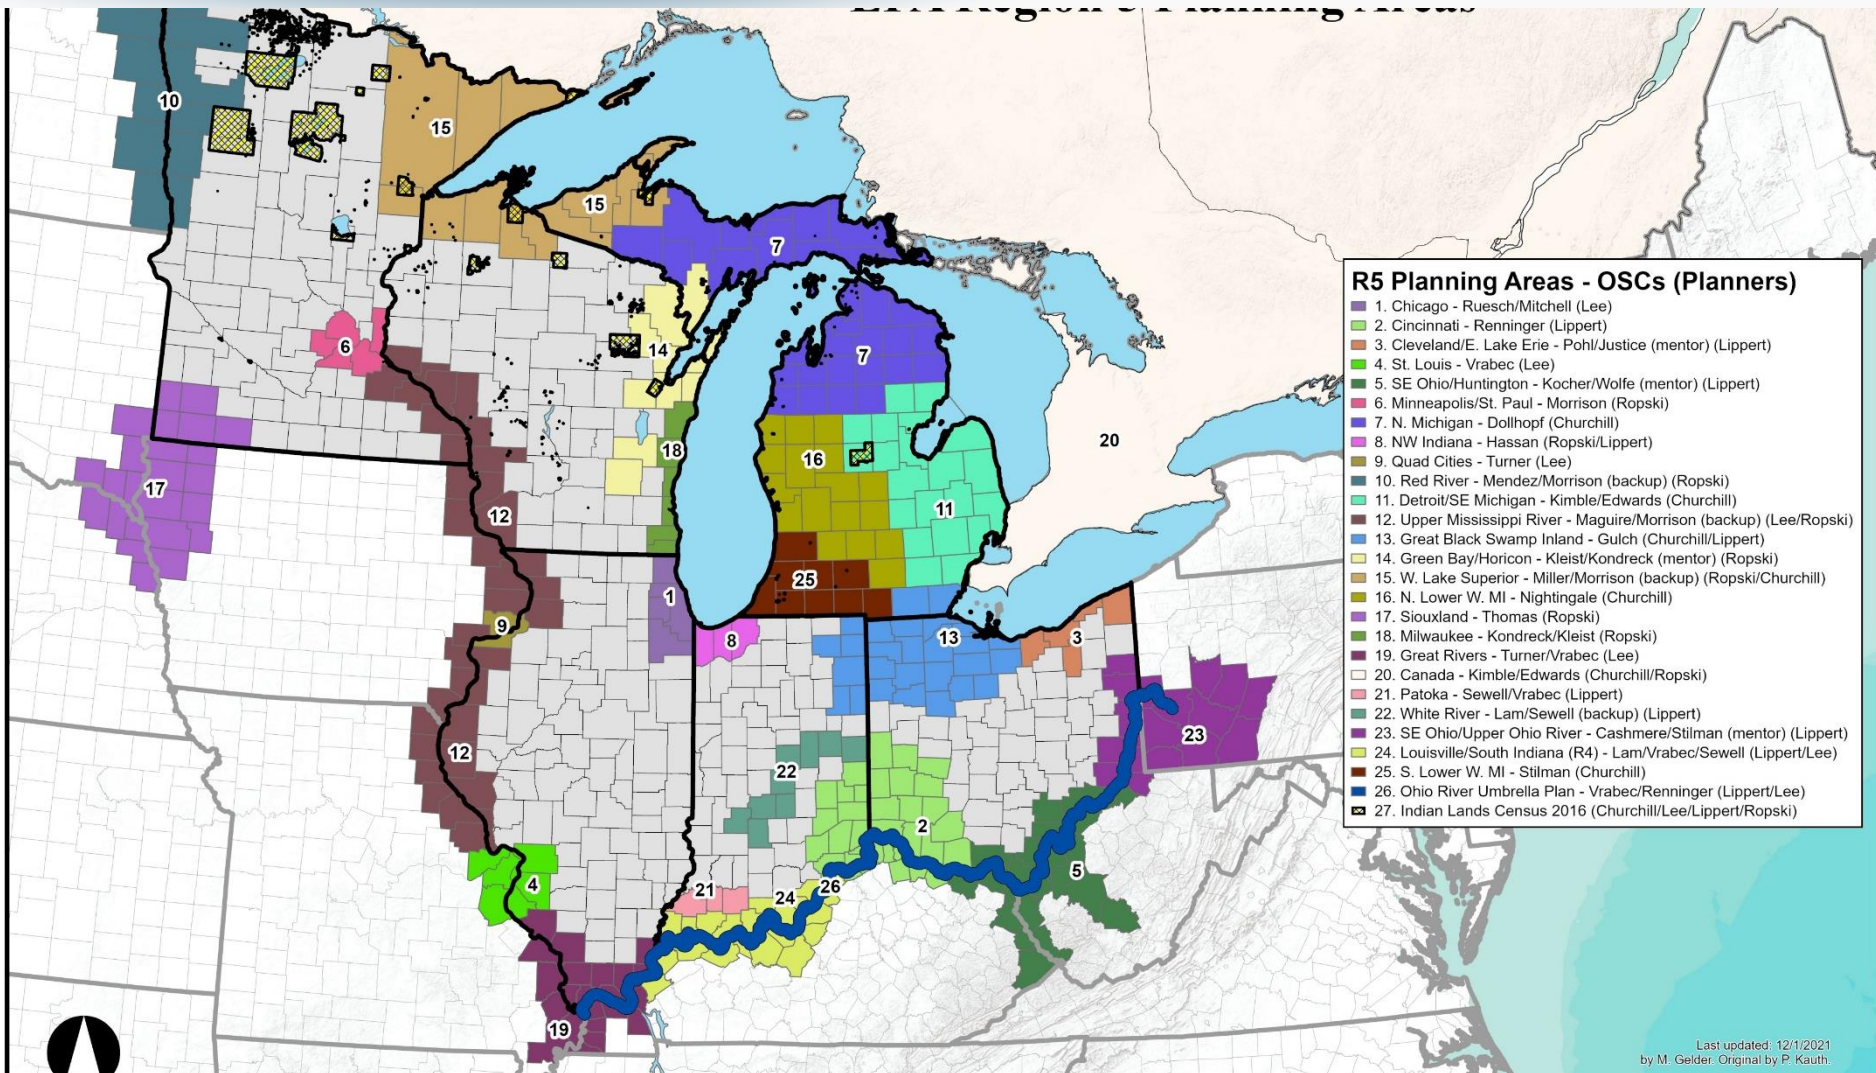 EPA Region 5 Planning Areas
10
15
15
7
6
14
7
18
16
20
17
12
11
25
1
9
8
13
3
12
22
23
2
4
5
21
24
26
19
R5 Planning Areas - OSCs (Planners)
1. Chicago - Ruesch/Mitchell (Lee)
2. Cincinnati - Renninger (Lippert)
3. Cleveland/E. Lake Erie - Pohl/Justice (mentor) (Lippert)
4. St. Louis - Vrabec (Lee)
5. SE Ohio/Huntington - Kocher/Wolfe (mentor) (Lippert)
6. Minneapolis/St. Paul - Morrison (Ropski)
7. N. Michigan - Dollhopf (Churchill)
8. NW Indiana - Hassan (Ropski/Lippert)
9. Quad Cities - Turner (Lee)
10. Red River - Mendez/Morrison (backup) (Ropski)
11. Detroit/SE Michigan - Kimble/Edwards (Churchill)
12. Upper Mississippi River - Maguire/Morrison (backup) (Lee/Ropski)
13. Great Black Swamp Inland - Gulch (Churchill/Lippert)
14. Green Bay/Horicon - Kleist/Kondreck (mentor) (Ropski)
15. W. Lake Superior - Miller/Morrison (backup) (Ropski/Churchill)
16. N. Lower W. MI - Nightingale (Churchill)
17. Siouxland - Thomas (Ropski)
18. Milwaukee - Kondreck/Kleist (Ropski)
19. Great Rivers - Turner/Vrabec (Lee)
20. Canada - Kimble/Edwards (Churchill/Ropski)
21. Patoka - Sewell/Vrabec (Lippert)
22. White River - Lam/Sewell (backup) (Lippert)
23. SE Ohio/Upper Ohio River - Cashmere/Stilman (mentor) (Lippert)
24. Louisville/South Indiana (R4) - Lam/Vrabec/Sewell (Lippert/Lee)
25. S. Lower W. MI - Stilman (Churchill)
26. Ohio River Umbrella Plan - Vrabec/Renninger (Lippert/Lee)
27. Indian Lands Census 2016 (Churchill/Lee/Lippert/Ropski)
Last updated: 12/1/2021
by M. Gelder. Original by P. Kauth.